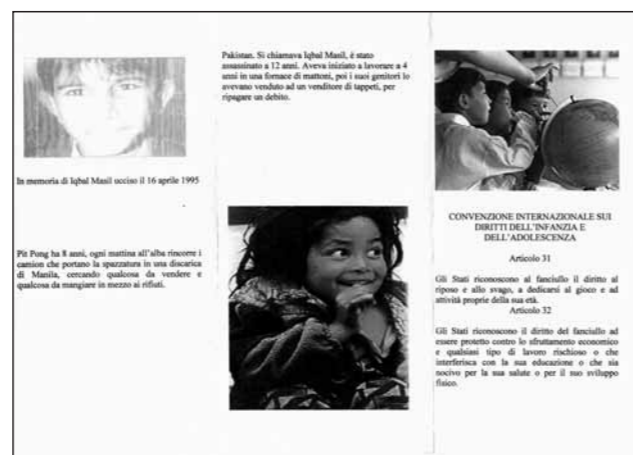 In memoria di Iqbal Masil ucciso il 16 aprile 1995
Pit Pong ha 8 anni, ogni mattina all'alba rincorre i
camion che portano la spazzatura in una discarica
di Manila, cercando qualcosa da vendere e
qualcosa da mangiare in mezzo ai rifiuti.
Pakistan. Si chiamava Iqbal Masil, è stato
assassinato a 12 anni. Aveva iniziato a lavorare a 4
anni in una fornace di mattoni, poi i suoi genitori lo
avevano venduto ad un venditore di tappeti, per
ripagare un debito.
CONVENZIONE INTERNAZIONALE SUI
DIRITTI DELL'INFANZIA E
DELL'ADOLESCENZA
Articolo 31
Gli Stati riconoscono al fanciullo il diritto al
riposo e allo svago, a dedicarsi al gioco e ad
attività proprie della sua età.
Articolo 32
Gli Stati riconoscono il diritto del fanciullo ad
essere protetto contro lo sfruttamento economico
e qualsiasi tipo di lavoro rischioso o che
interferisca con la sua educazione o che sia
nocivo per la sua salute o per il suo sviluppo
fisico.